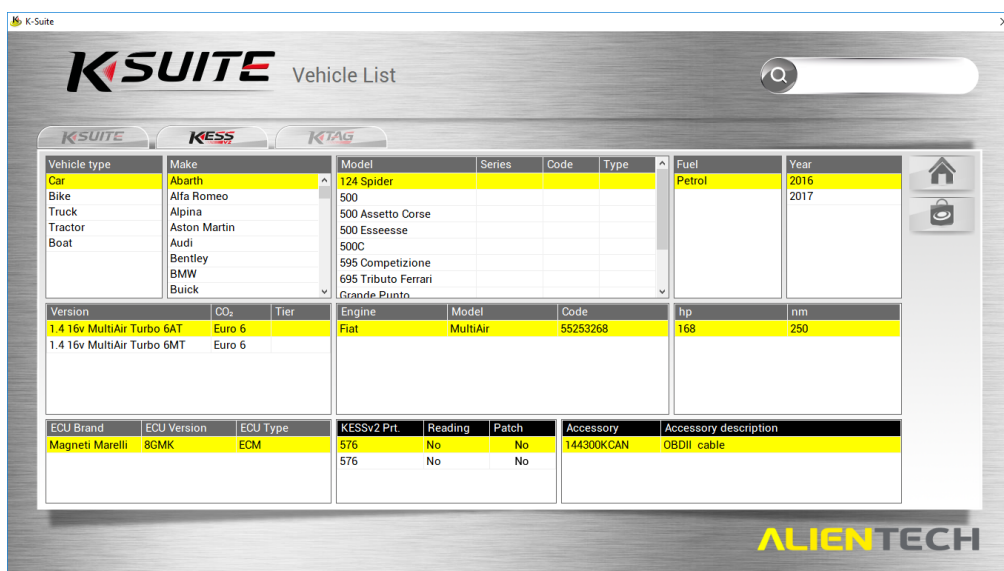 K-Suite
K SUITE Vehicle List
K SUITE KESS V2 K TAG
Vehicle type Make Model Series Code Type Fuel Year
Car Abarth 124 Spider Petrol 2016
Bike Alfa Romeo 500 2017
Truck Alpina 500 Assetto Corse
Tractor Aston Martin 500 Esseesse
Boat Audi 500C
Bentley 595 Competizione
BMW 695 Tributo Ferrari
Buick Grande Punto
Version CO₂ Tier Engine Model Code hp nm
1.4 16v MultiAir Turbo 6AT Euro 6 Fiat MultiAir 55253268 168 250
1.4 16v MultiAir Turbo 6MT Euro 6
ECU Brand ECU Version ECU Type KESSv2 Prt. Reading Patch Accessory Accessory description
Magneti Marelli 8GMK ECM 576 No No 144300KCAN OBDII cable
576 No No
ALIENTECH